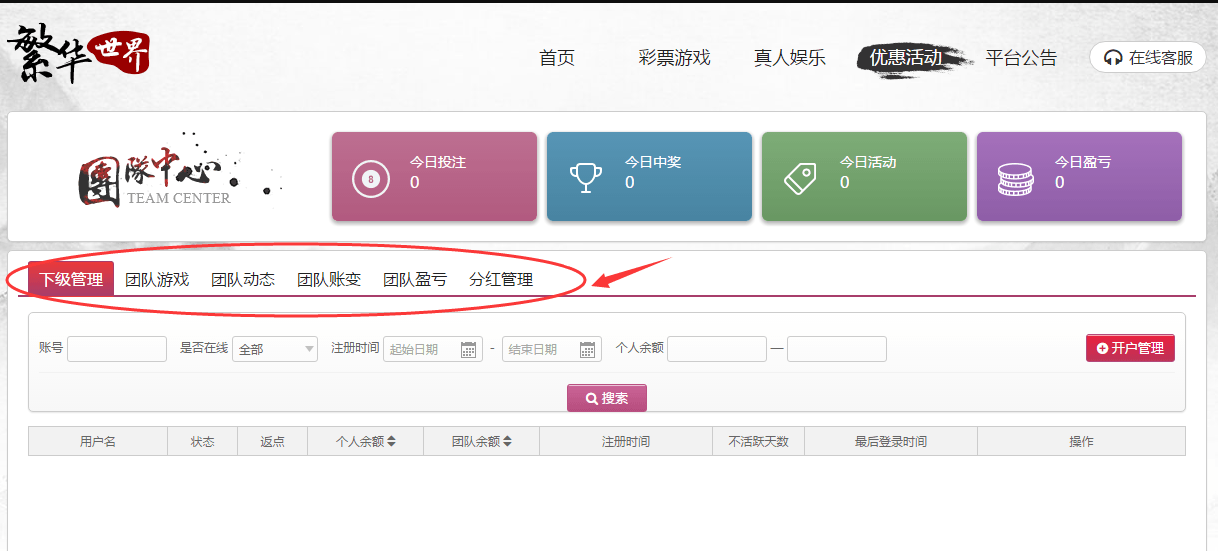 繁华世界
首页 彩票游戏 真人娱乐 优惠活动 平台公告 在线客服
團隊中心
TEAM CENTER
8
今日投注
0
今日中奖
0
今日活动
0
今日盈亏
0
下级管理 团队游戏 团队动态 团队账变 团队盈亏 分红管理
账号 是否在线 全部 注册时间 起始日期 - 结束日期 个人余额 — 开户管理
搜索
用户名 状态 返点 个人余额 团队余额 注册时间 不活跃天数 最后登录时间 操作